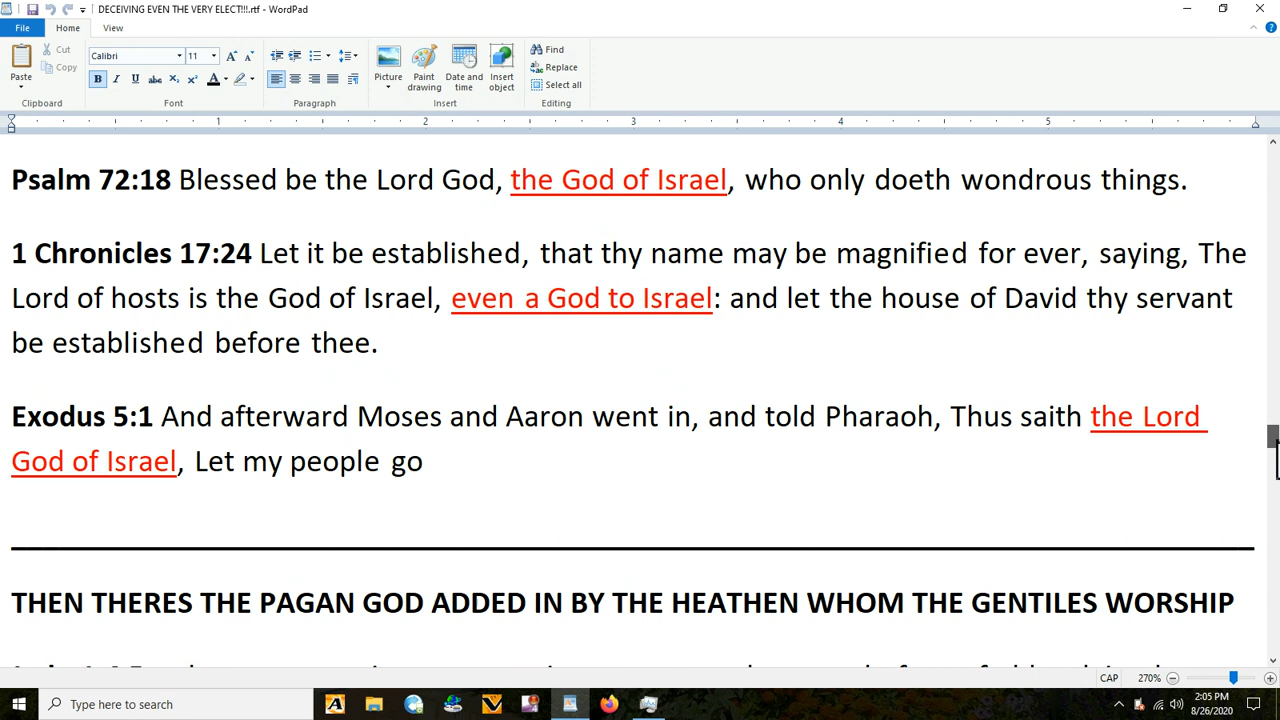 DECEIVING EVEN THE VERY ELECT!!!.rtf - WordPad
File Home View
Paste
Cut
Copy
Clipboard
Calibri 11
Font
Paragraph
Picture
Paint drawing
Date and time
Insert object
Insert
Find
Replace
Select all
Editing
1 2 3 4 5
Psalm 72:18 Blessed be the Lord God, the God of Israel, who only doeth wondrous things.
1 Chronicles 17:24 Let it be established, that thy name may be magnified for ever, saying, The
Lord of hosts is the God of Israel, even a God to Israel: and let the house of David thy servant
be established before thee.
Exodus 5:1 And afterward Moses and Aaron went in, and told Pharaoh, Thus saith the Lord
God of Israel, Let my people go
THEN THERES THE PAGAN GOD ADDED IN BY THE HEATHEN WHOM THE GENTILES WORSHIP
CAP 270%
Type here to search
2:05 PM
8/26/2020